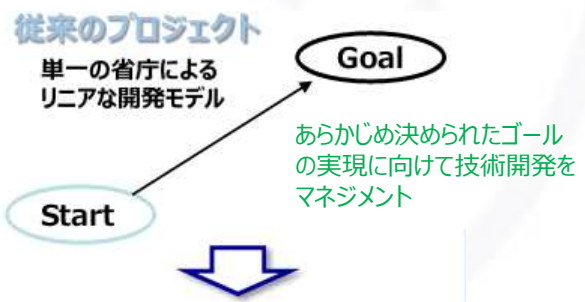 従来のプロジェクト
単一の省庁による
リニアな開発モデル
Goal
あらかじめ決められたゴール
の実現に向けて技術開発を
マネジメント
Start